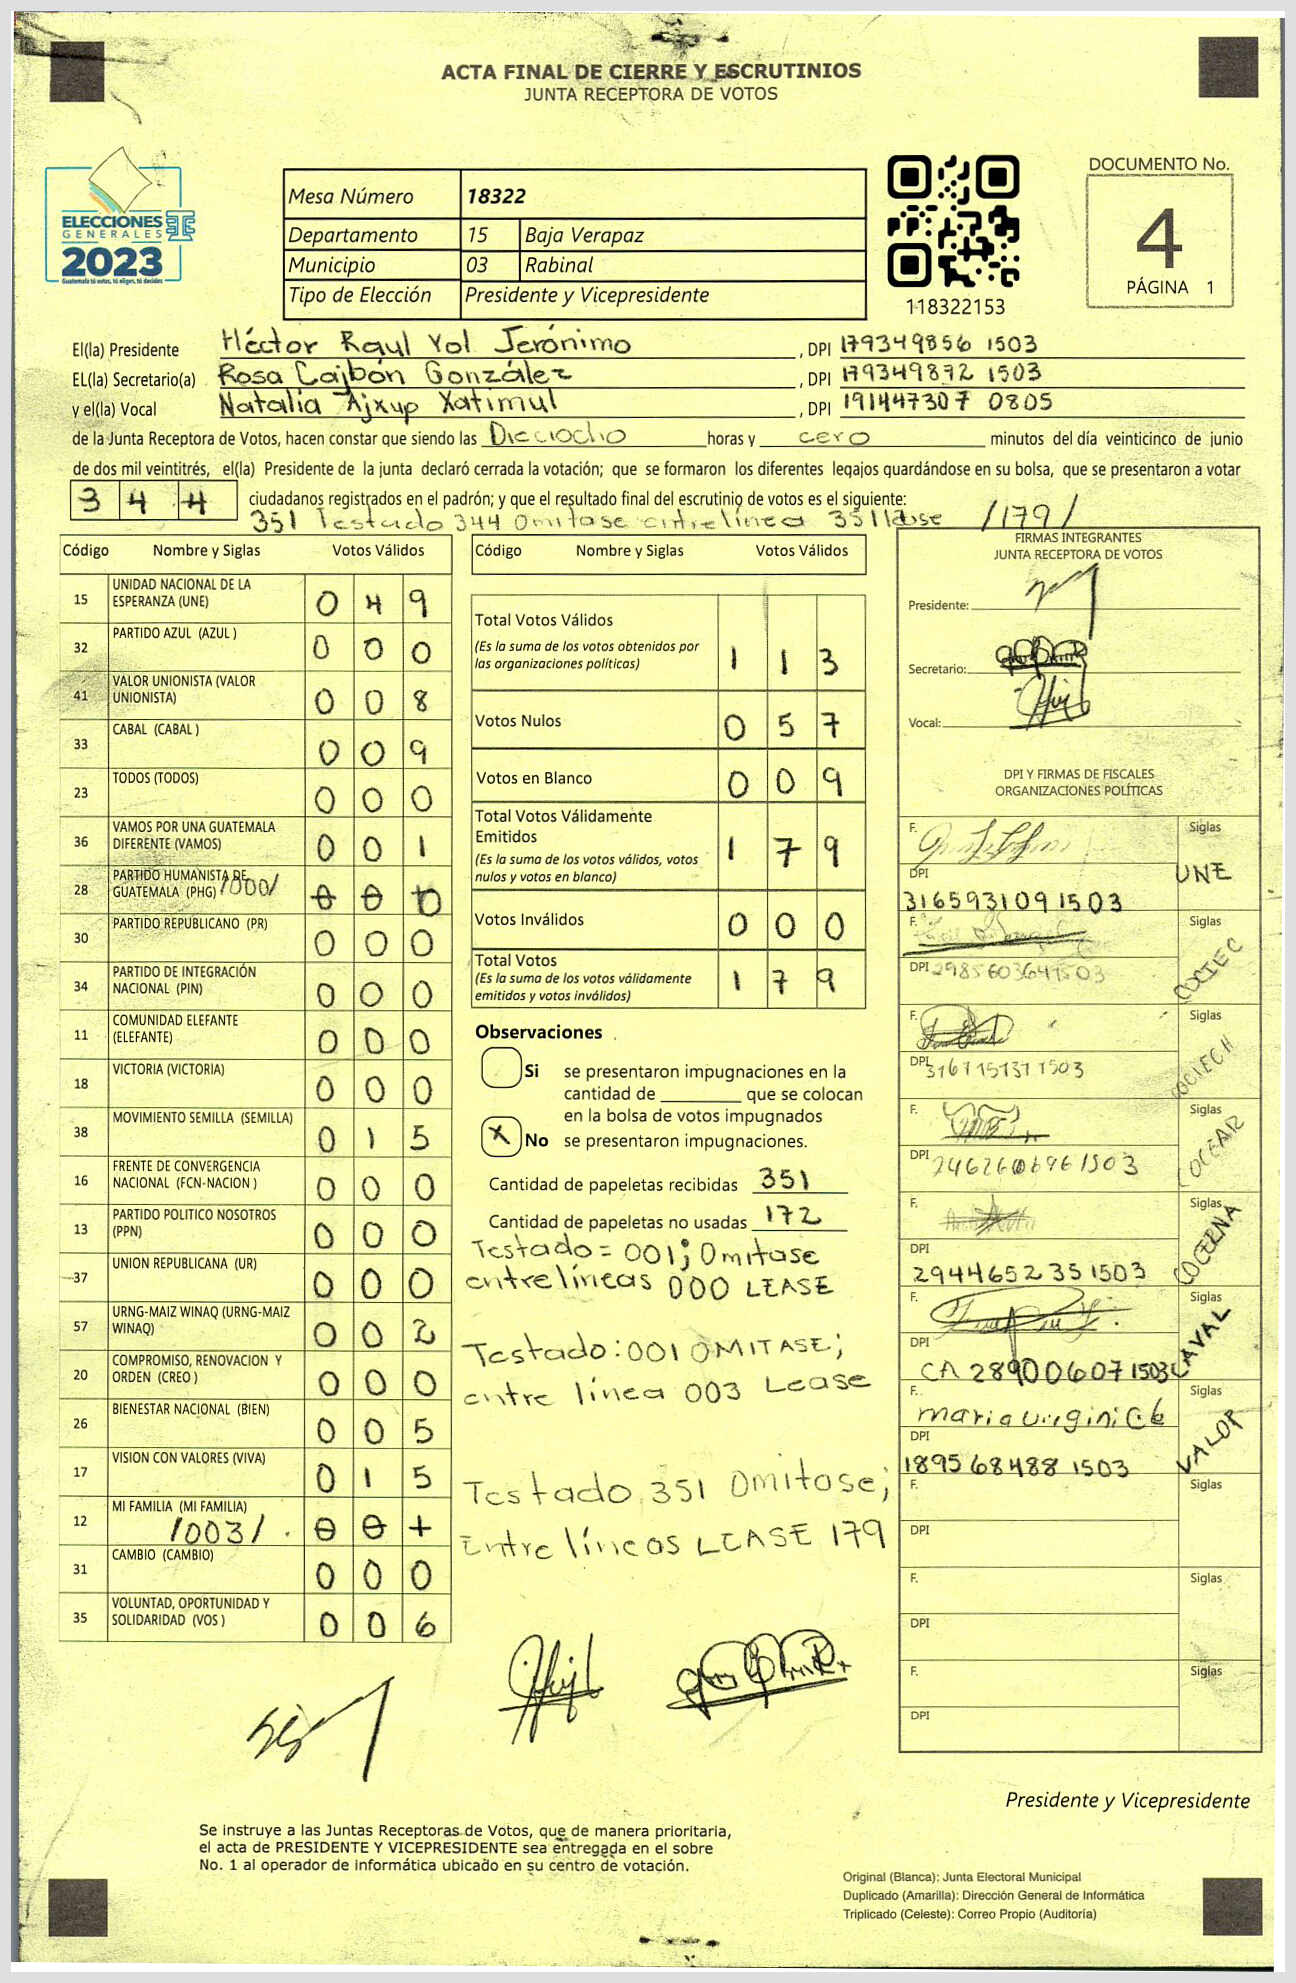 ACTA FINAL DE CIERRE Y ESCRUTINIOS
JUNTA RECEPTORA DE VOTOS
ELECCIONES
GENERALES
2023
Guatemala tú votas, tú eliges, tú decides
Mesa Número 18322
Departamento 15 Baja Verapaz
Municipio 03 Rabinal
Tipo de Elección Presidente y Vicepresidente
118322153
DOCUMENTO No.
4
PÁGINA 1
El(la) Presidente Héctor Raul Yol Jerónimo , DPI 179349856 1503
EL(la) Secretario(a) Rosa Cajbón González , DPI 179349872 1503
y el(la) Vocal Natalia Ajxup Xatimul , DPI 191447307 0805
de la Junta Receptora de Votos, hacen constar que siendo las Dieciocho horas y cero minutos del día veinticinco de junio
de dos mil veintitrés, el(la) Presidente de la junta declaró cerrada la votación; que se formaron los diferentes legajos guardándose en su bolsa, que se presentaron a votar
344 ciudadanos registrados en el padrón; y que el resultado final del escrutinio de votos es el siguiente:
351 Testado 344 Omitase entre línea 351 /179/
Código Nombre y Siglas Votos Válidos
15 UNIDAD NACIONAL DE LA ESPERANZA (UNE) 0 4 9
32 PARTIDO AZUL (AZUL ) 0 0 0
41 VALOR UNIONISTA (VALOR UNIONISTA) 0 0 8
33 CABAL (CABAL ) 0 0 9
23 TODOS (TODOS) 0 0 0
36 VAMOS POR UNA GUATEMALA DIFERENTE (VAMOS) 0 0 1
28 PARTIDO HUMANISTA DE GUATEMALA (PHG) /000/ 0 0
30 PARTIDO REPUBLICANO (PR) 0 0 0
34 PARTIDO DE INTEGRACIÓN NACIONAL (PIN) 0 0 0
11 COMUNIDAD ELEFANTE (ELEFANTE) 0 0 0
18 VICTORIA (VICTORIA) 0 0 0
38 MOVIMIENTO SEMILLA (SEMILLA) 0 1 5
16 FRENTE DE CONVERGENCIA NACIONAL (FCN-NACION ) 0 0 0
13 PARTIDO POLITICO NOSOTROS (PPN) 0 0 0
37 UNION REPUBLICANA (UR) 0 0 0
57 URNG-MAIZ WINAQ (URNG-MAIZ WINAQ) 0 0 2
20 COMPROMISO, RENOVACION Y ORDEN (CREO ) 0 0 0
26 BIENESTAR NACIONAL (BIEN) 0 0 5
17 VISION CON VALORES (VIVA) 0 1 5
12 MI FAMILIA (MI FAMILIA) /003/ 0 0 1
31 CAMBIO (CAMBIO) 0 0 0
35 VOLUNTAD, OPORTUNIDAD Y SOLIDARIDAD (VOS ) 0 0 6
Código Nombre y Siglas Votos Válidos
Total Votos Válidos
(Es la suma de los votos obtenidos por las organizaciones políticas) 1 1 3
Votos Nulos 0 5 7
Votos en Blanco 0 0 9
Total Votos Válidamente Emitidos
(Es la suma de los votos válidos, votos nulos y votos en blanco) 1 7 9
Votos Inválidos 0 0 0
Total Votos
(Es la suma de los votos válidamente emitidos y votos inválidos) 1 7 9
Observaciones
Si se presentaron impugnaciones en la
cantidad de ________ que se colocan
en la bolsa de votos impugnados
X No se presentaron impugnaciones.
Cantidad de papeletas recibidas 351
Cantidad de papeletas no usadas 172
Testado = 001; Omitase
entre líneas 000 LEASE
Testado: 001 OMITASE;
entre línea 003 Lease
Testado 351 Omitase;
Entre líneas LEASE 179
FIRMAS INTEGRANTES
JUNTA RECEPTORA DE VOTOS
Presidente:
Secretario:
Vocal:
DPI Y FIRMAS DE FISCALES
ORGANIZACIONES POLÍTICAS
F. Siglas
DPI UNE
316593109 1503
F. Siglas
DPI 298560364 1503
F. Siglas
DPI
F. Siglas
DPI
F. Siglas
DPI COCERNA
294465235 1503
F. Siglas
DPI
CA 289006071503
F. maria Siglas
DPI VALOR
189568488 1503
F. Siglas
DPI
F. Siglas
DPI
F. Siglas
DPI
Presidente y Vicepresidente
Se instruye a las Juntas Receptoras de Votos, que de manera prioritaria,
el acta de PRESIDENTE Y VICEPRESIDENTE sea entregada en el sobre
No. 1 al operador de informática ubicado en su centro de votación.
Original (Blanca): Junta Electoral Municipal
Duplicado (Amarilla): Dirección General de Informática
Triplicado (Celeste): Correo Propio (Auditoría)